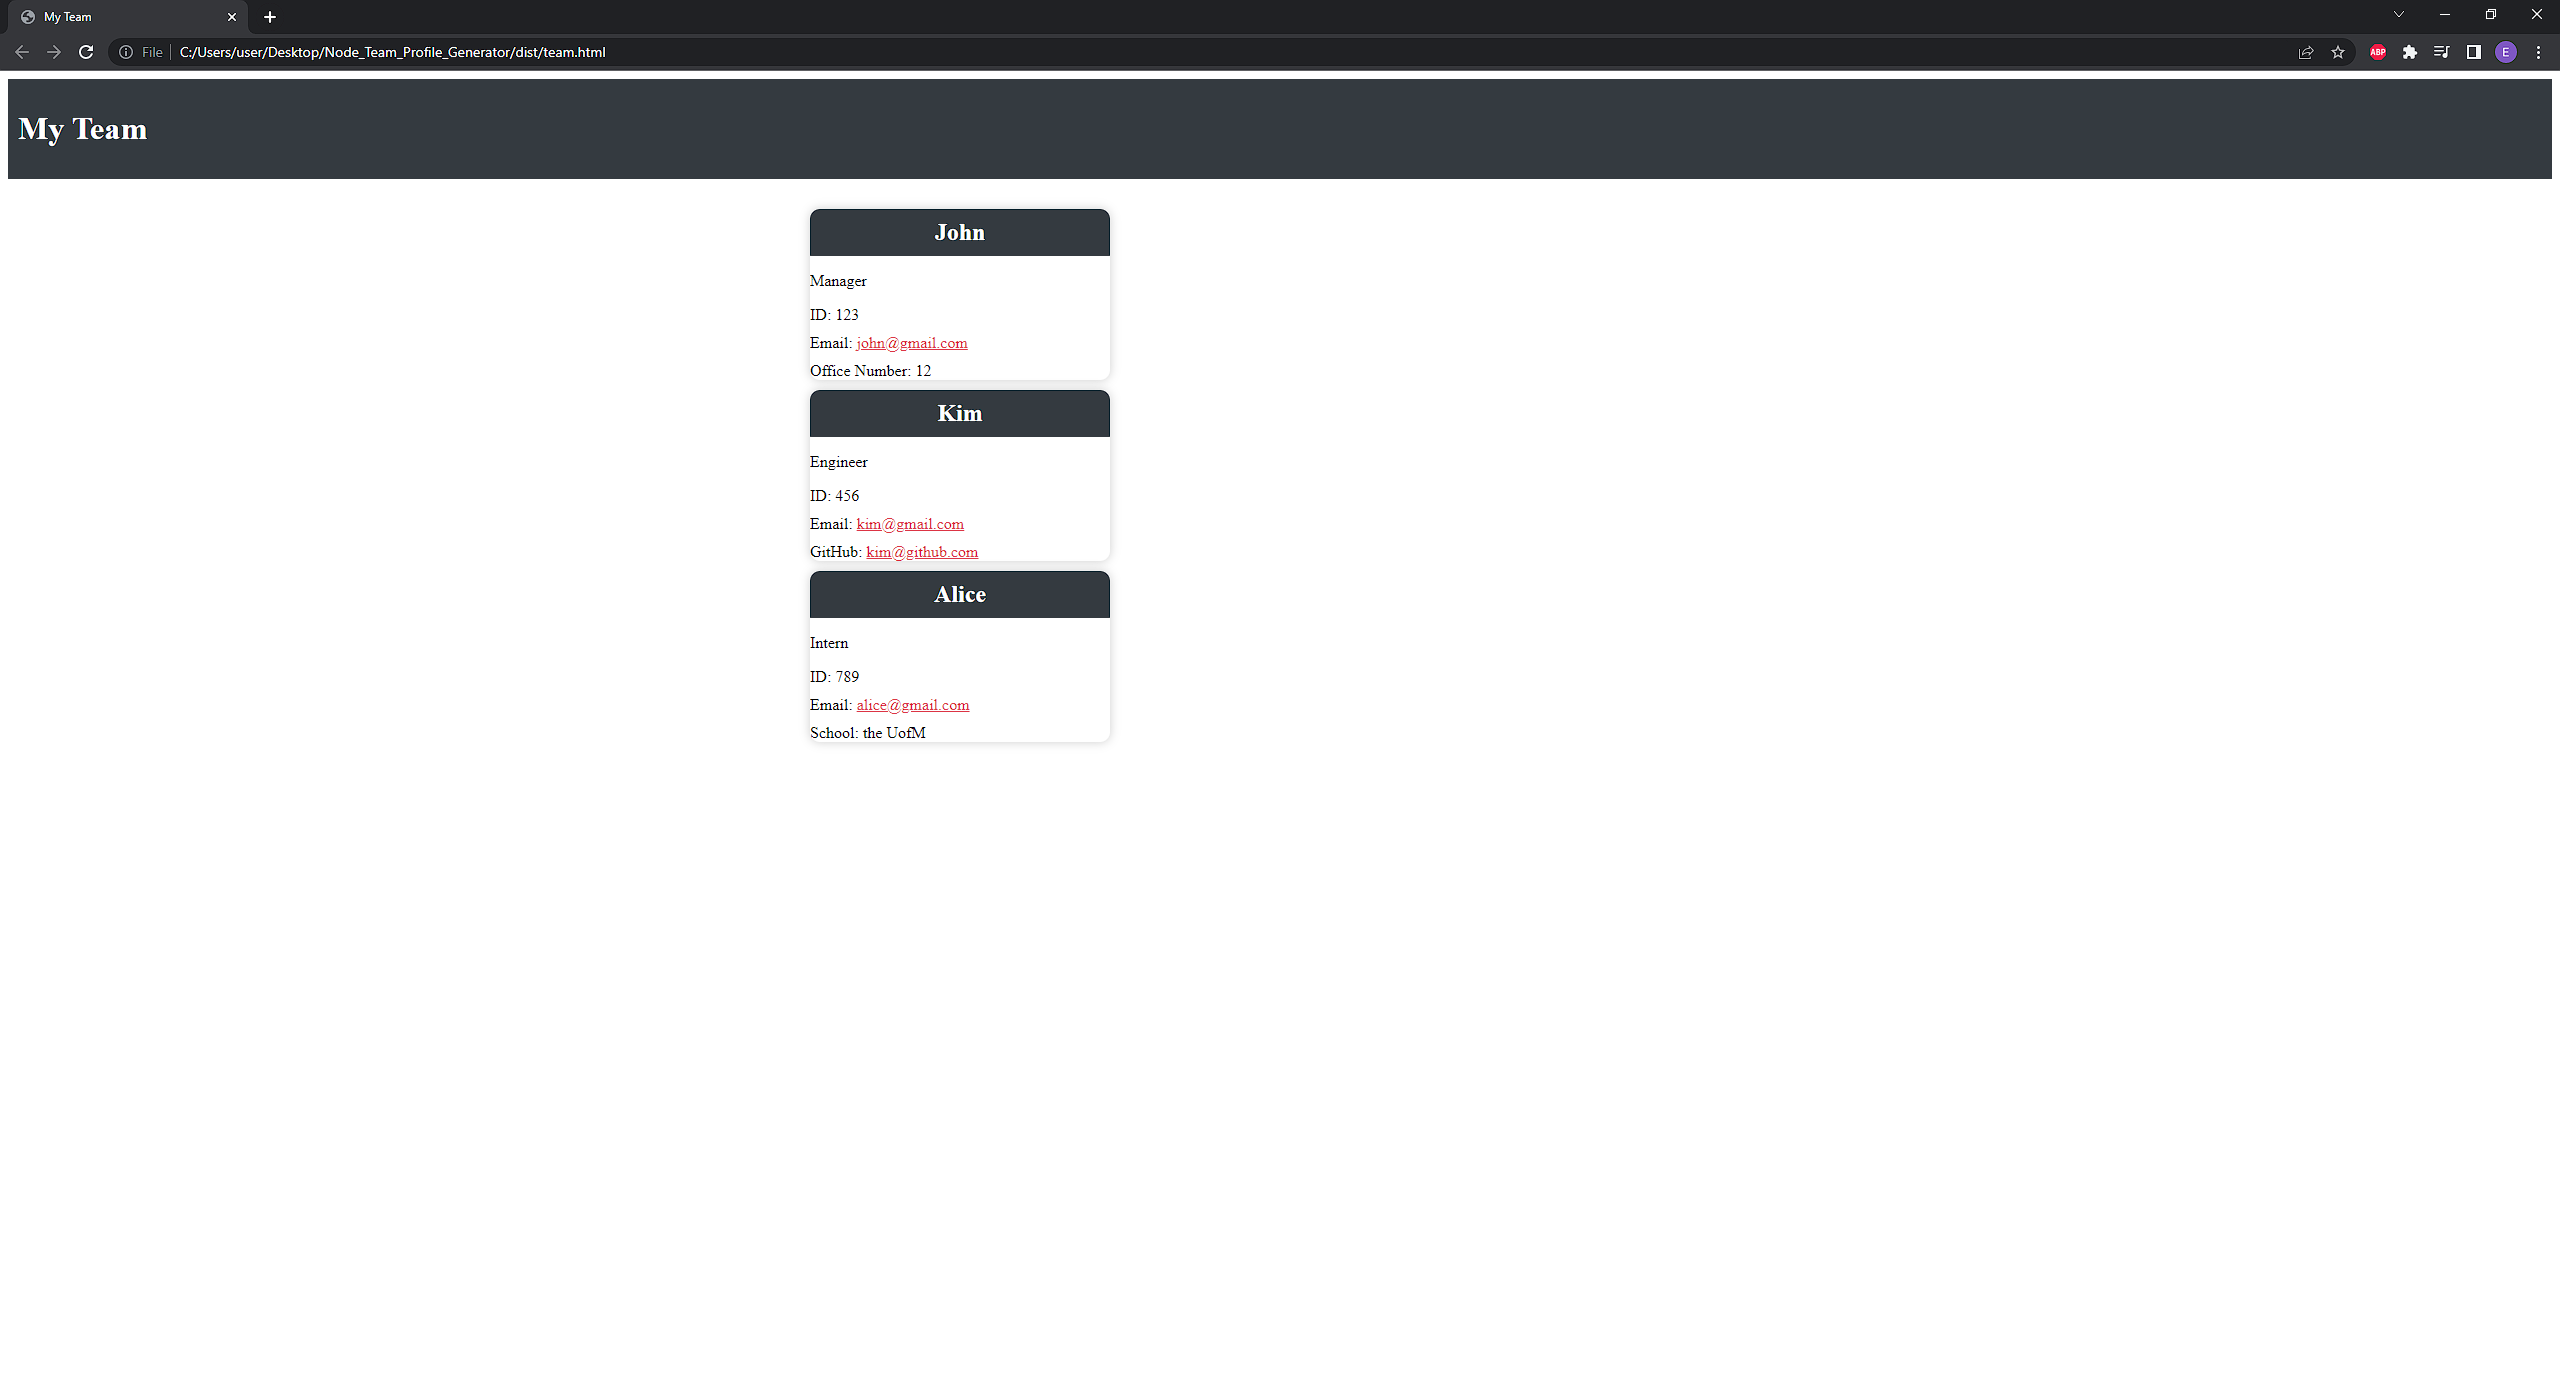 My Team
File
C:/Users/user/Desktop/Node_Team_Profile_Generator/dist/team.html
ABP
E
My Team
John
Manager
ID: 123
Email: john@gmail.com
Office Number: 12
Kim
Engineer
ID: 456
Email: kim@gmail.com
GitHub: kim@github.com
Alice
Intern
ID: 789
Email: alice@gmail.com
School: the UofM